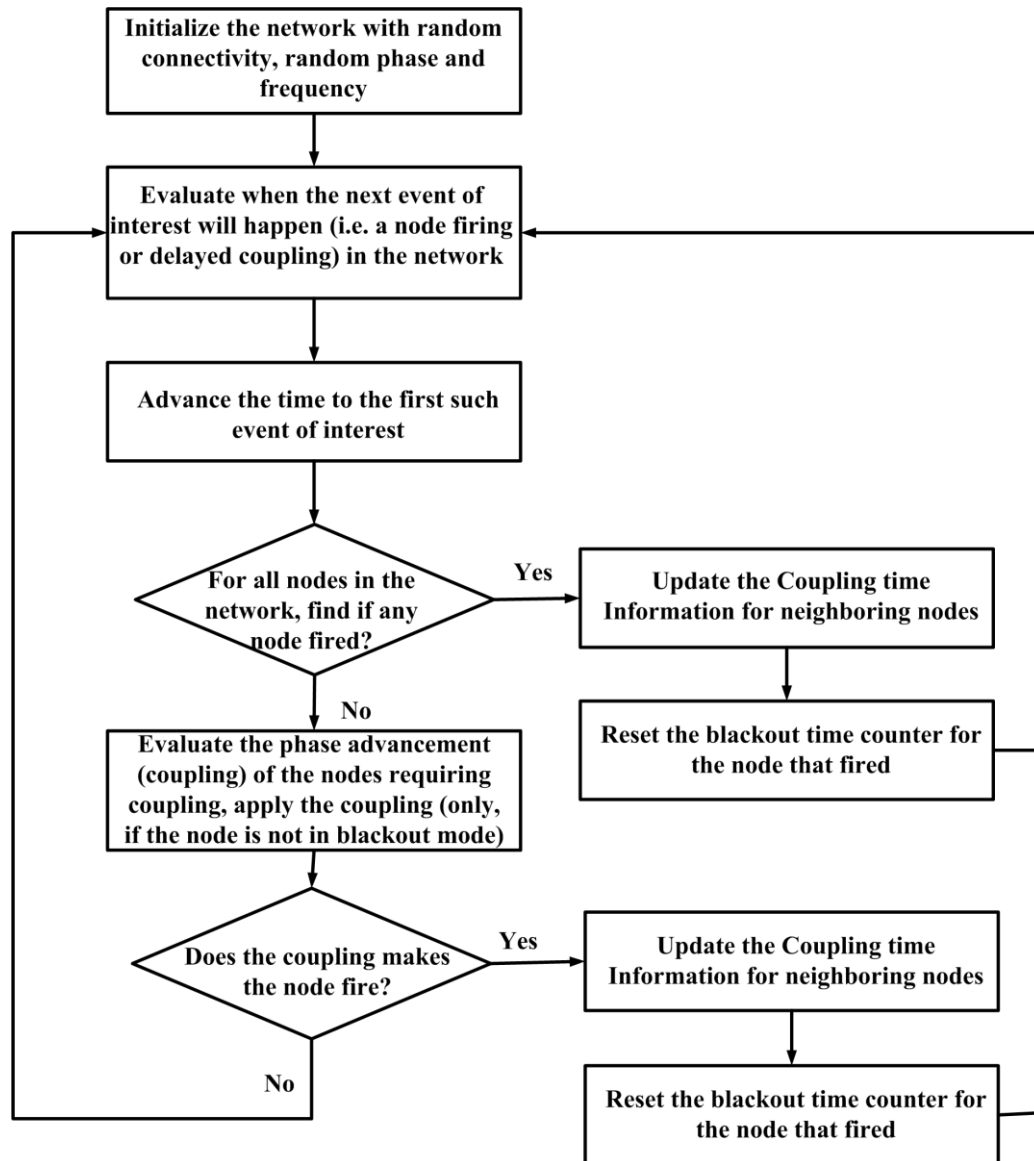 Initialize the network with random
connectivity, random phase and
frequency
Evaluate when the next event of
interest will happen (i.e. a node firing
or delayed coupling) in the network
Advance the time to the first such
event of interest
For all nodes in the
network, find if any
node fired?
Yes
Update the Coupling time
Information for neighboring nodes
Reset the blackout time counter for
the node that fired
No
Evaluate the phase advancement
(coupling) of the nodes requiring
coupling, apply the coupling (only,
if the node is not in blackout mode)
Does the coupling makes
the node fire?
Yes
Update the Coupling time
Information for neighboring nodes
Reset the blackout time counter for
the node that fired
No